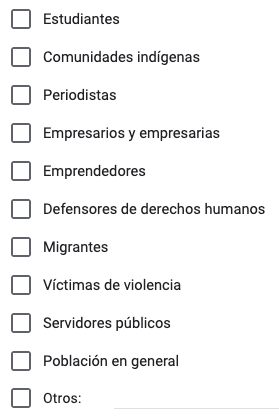 Estudiantes
Comunidades indígenas
Periodistas
Empresarios y empresarias
Emprendedores
Defensores de derechos humanos
Migrantes
Víctimas de violencia
Servidores públicos
Población en general
Otros: